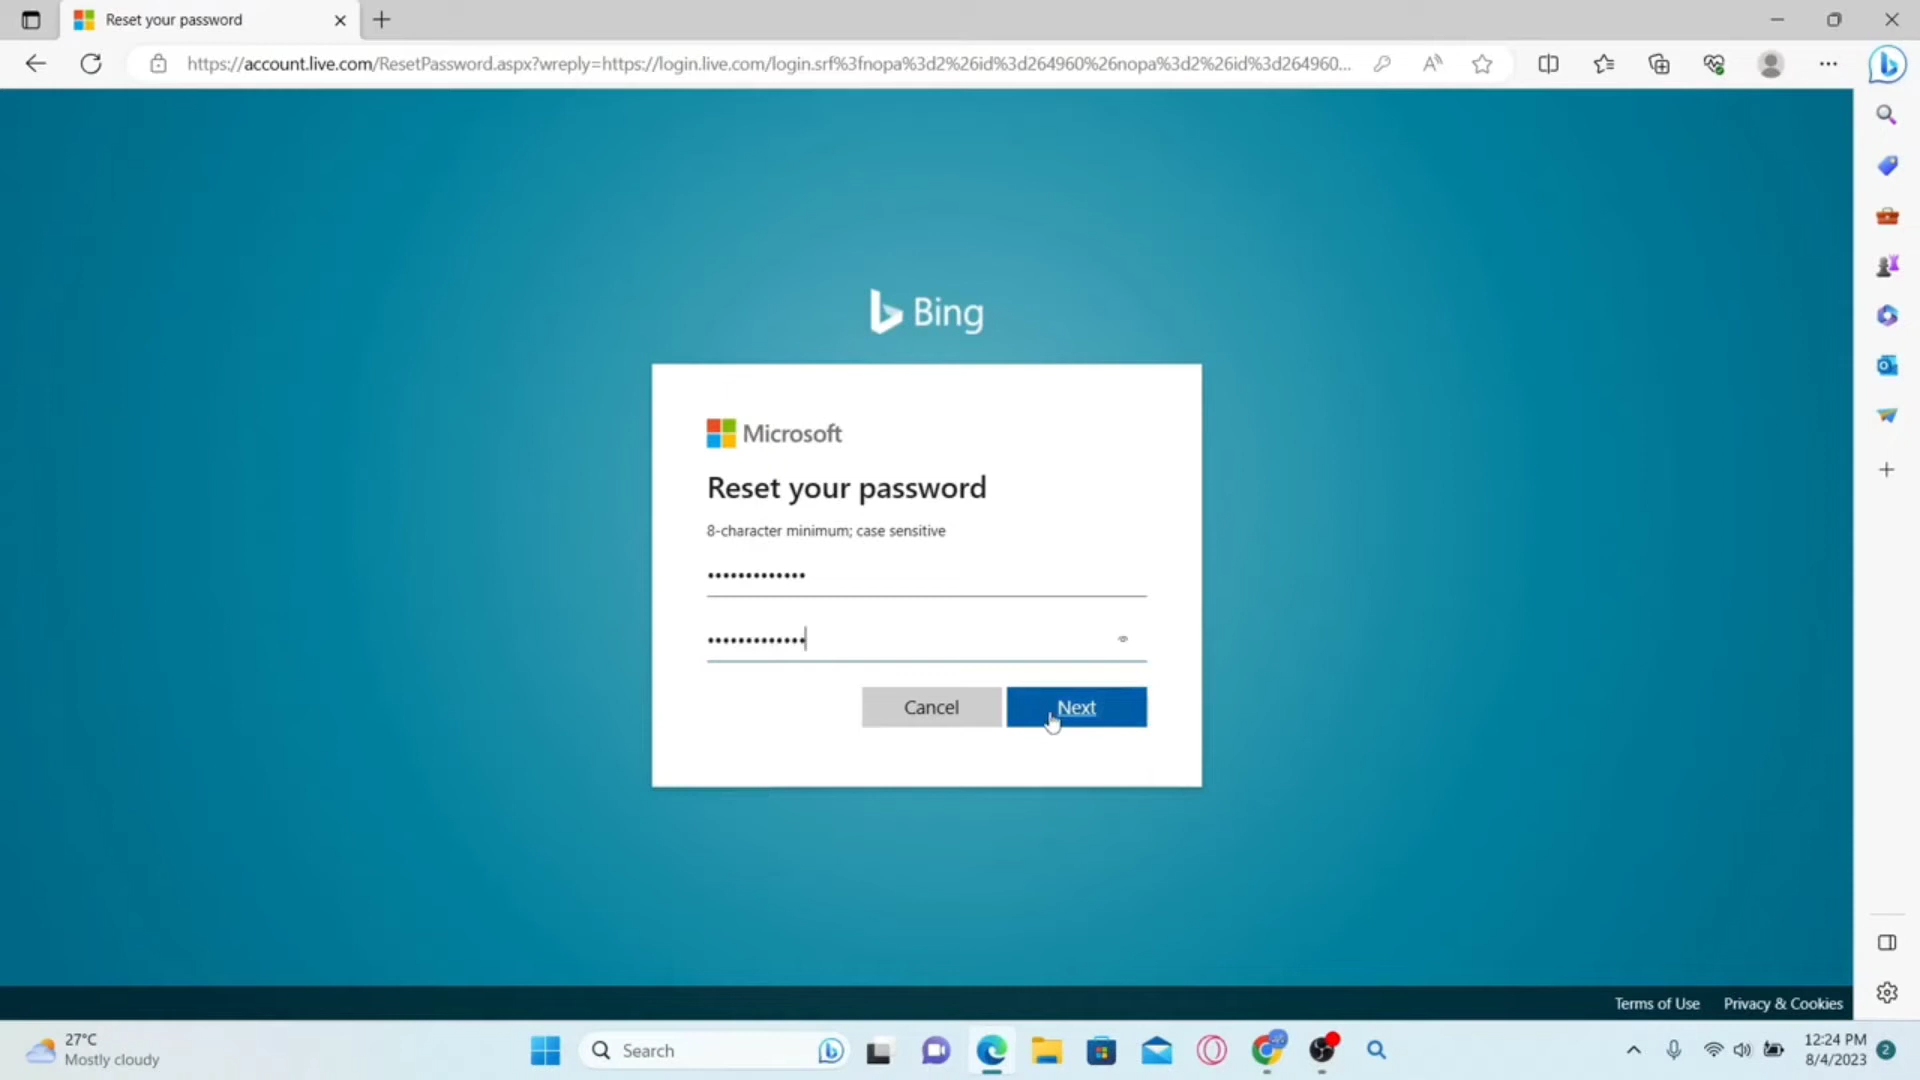 Reset your password
https://account.live.com/ResetPassword.aspx?wreply=https://login.live.com/login.srf%3fnopa%3d2%26id%3d264960%26nopa%3d2%26id%3d264960...
Bing
Microsoft
Reset your password
8-character minimum; case sensitive
•••••••••••••
•••••••••••••
Cancel
Next
Terms of Use
Privacy & Cookies
27°C
Mostly cloudy
Search
12:24 PM
8/4/2023
2